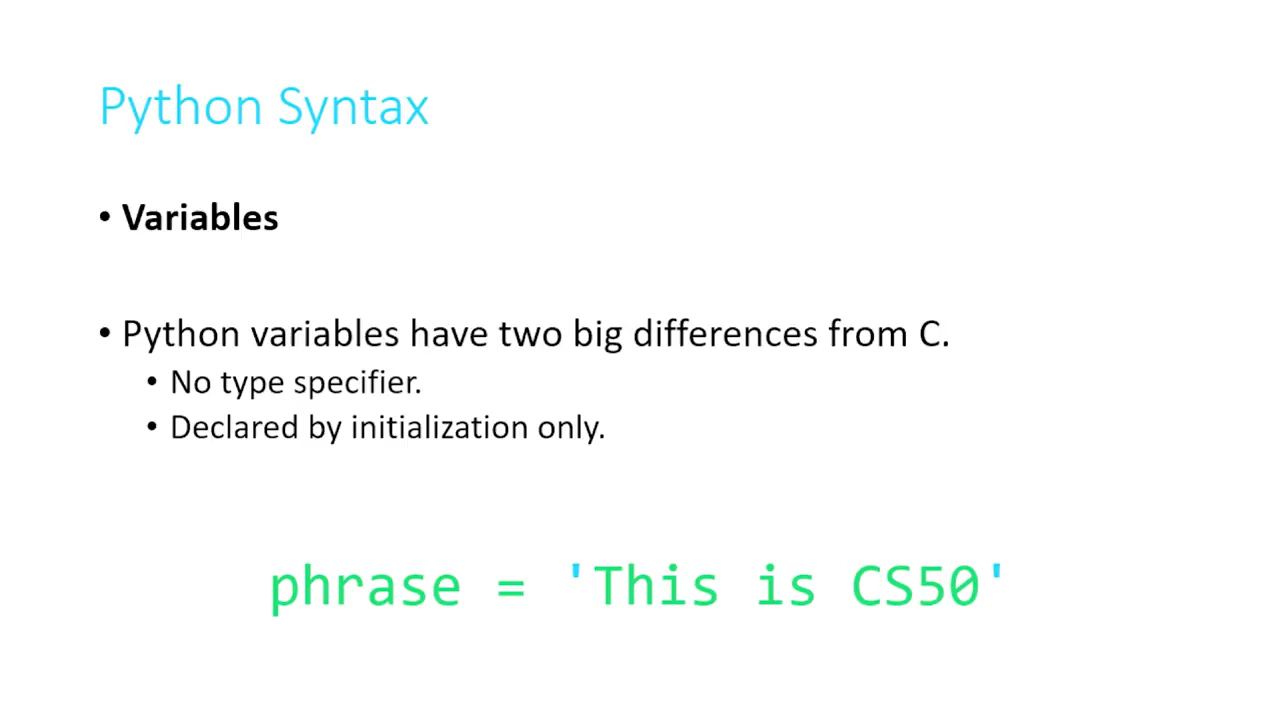 Python Syntax
• Variables
• Python variables have two big differences from C.
• No type specifier.
• Declared by initialization only.
phrase = 'This is CS50'